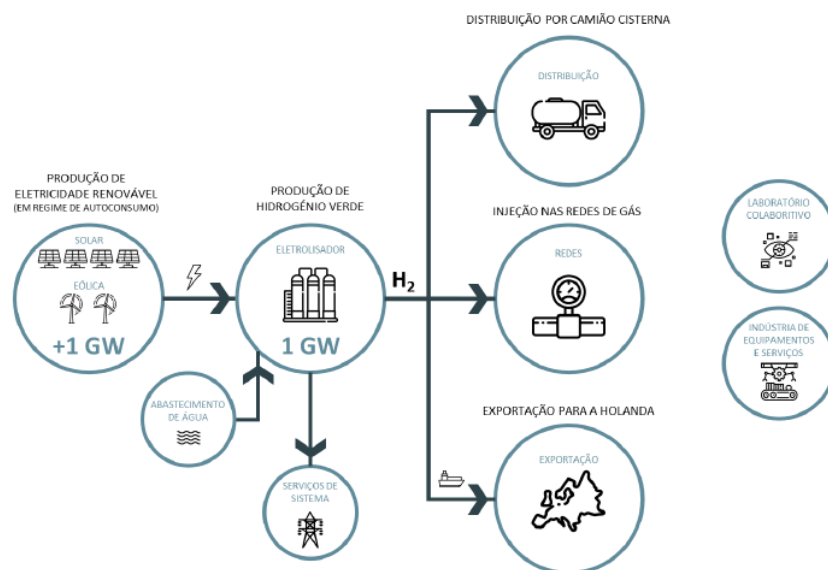 DISTRIBUIÇÃO POR CAMIÃO CISTERNA
DISTRIBUIÇÃO
PRODUÇÃO DE
ELETRICIDADE RENOVÁVEL
(EM REGIME DE AUTOCONSUMO)
SOLAR
EÓLICA
+1 GW
PRODUÇÃO DE
HIDROGÉNIO VERDE
ELETROLISADOR
1 GW
H2
INJEÇÃO NAS REDES DE GÁS
REDES
LABORATÓRIO
COLABORITIVO
INDÚSTRIA DE
EQUIPAMENTOS
E SERVIÇOS
ABASTECIMENTO
DE ÁGUA
SERVIÇOS DE
SISTEMA
EXPORTAÇÃO PARA A HOLANDA
EXPORTAÇÃO